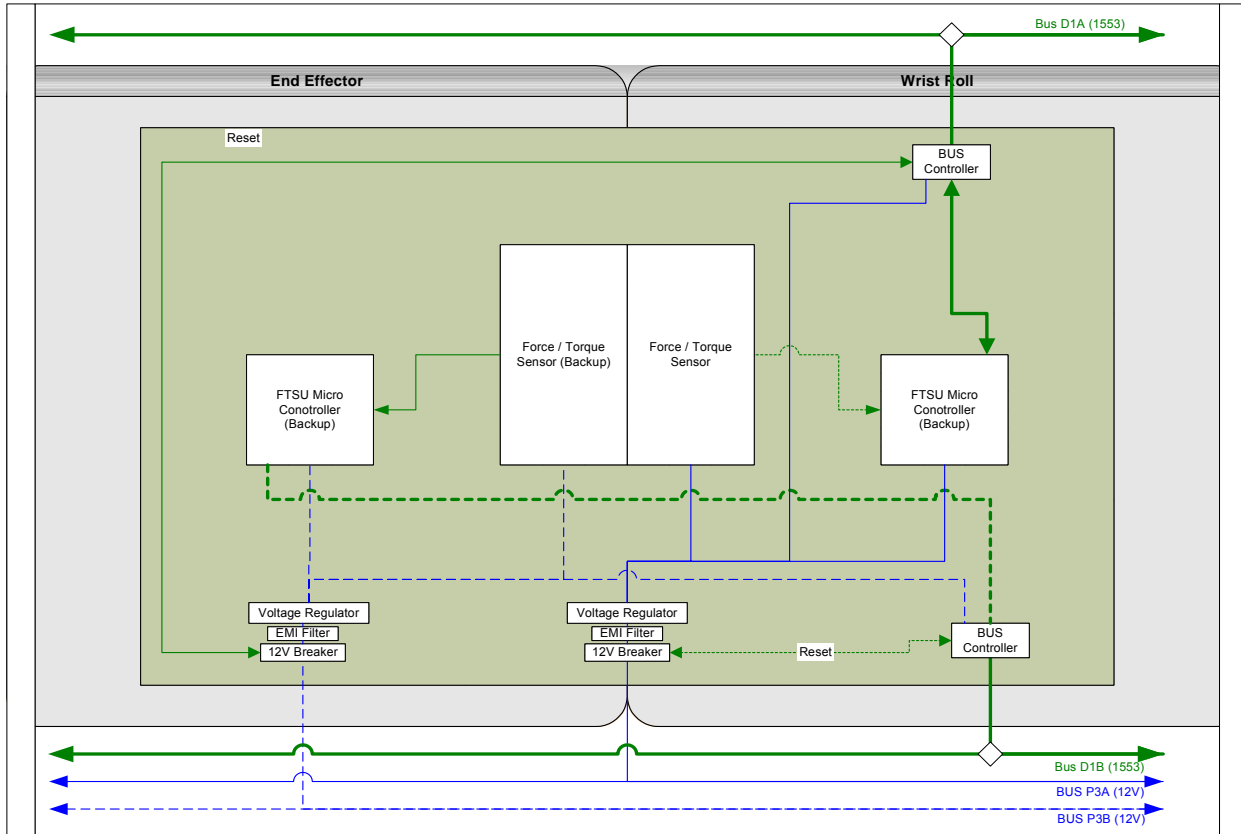 Bus D1A (1553)
End Effector
Wrist Roll
Reset
BUS
Controller
Force / Torque
Sensor (Backup)
Force / Torque
Sensor
FTSU Micro
Conotroller
(Backup)
FTSU Micro
Conotroller
(Backup)
Voltage Regulator
EMI Filter
12V Breaker
Voltage Regulator
EMI Filter
12V Breaker
Reset
BUS
Controller
Bus D1B (1553)
BUS P3A (12V)
BUS P3B (12V)